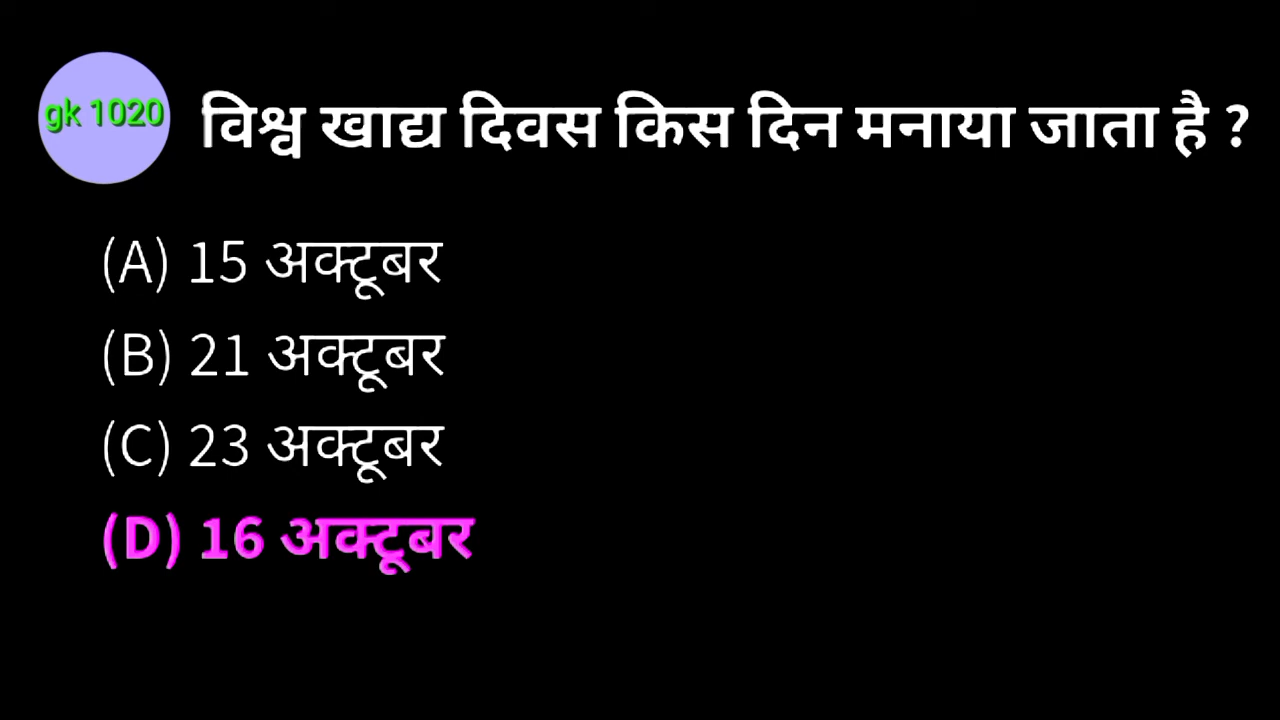 gk 1020
विश्व खाद्य दिवस किस दिन मनाया जाता है ?
(A) 15 अक्टूबर
(B) 21 अक्टूबर
(C) 23 अक्टूबर
(D) 16 अक्टूबर